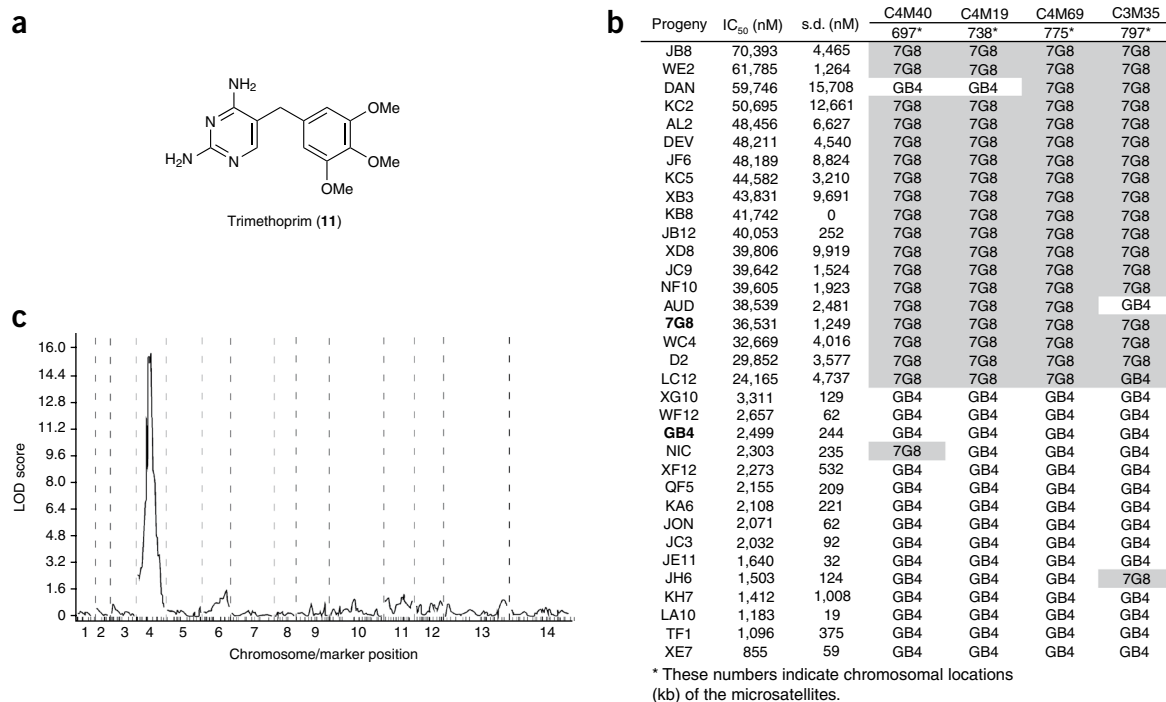 a
NH2
N
H2N
N
OMe
OMe
OMe
Trimethoprim (11)
b
C4M40 C4M19 C4M69 C3M35
Progeny IC50 (nM) s.d. (nM) 697* 738* 775* 797*
JB8 70,393 4,465 7G8 7G8 7G8 7G8
WE2 61,785 1,264 7G8 7G8 7G8 7G8
DAN 59,746 15,708 GB4 GB4 7G8 7G8
KC2 50,695 12,661 7G8 7G8 7G8 7G8
AL2 48,456 6,627 7G8 7G8 7G8 7G8
DEV 48,211 4,540 7G8 7G8 7G8 7G8
JF6 48,189 8,824 7G8 7G8 7G8 7G8
KC5 44,582 3,210 7G8 7G8 7G8 7G8
XB3 43,831 9,691 7G8 7G8 7G8 7G8
KB8 41,742 0 7G8 7G8 7G8 7G8
JB12 40,053 252 7G8 7G8 7G8 7G8
XD8 39,806 9,919 7G8 7G8 7G8 7G8
JC9 39,642 1,524 7G8 7G8 7G8 7G8
NF10 39,605 1,923 7G8 7G8 7G8 7G8
AUD 38,539 2,481 7G8 7G8 7G8 GB4
7G8 36,531 1,249 7G8 7G8 7G8 7G8
WC4 32,669 4,016 7G8 7G8 7G8 7G8
D2 29,852 3,577 7G8 7G8 7G8 7G8
LC12 24,165 4,737 7G8 7G8 7G8 GB4
XG10 3,311 129 GB4 GB4 GB4 GB4
WF12 2,657 62 GB4 GB4 GB4 GB4
GB4 2,499 244 GB4 GB4 GB4 GB4
NIC 2,303 235 7G8 GB4 GB4 GB4
XF12 2,273 532 GB4 GB4 GB4 GB4
QF5 2,155 209 GB4 GB4 GB4 GB4
KA6 2,108 221 GB4 GB4 GB4 GB4
JON 2,071 62 GB4 GB4 GB4 GB4
JC3 2,032 92 GB4 GB4 GB4 GB4
JE11 1,640 32 GB4 GB4 GB4 GB4
JH6 1,503 124 GB4 GB4 GB4 7G8
KH7 1,412 1,008 GB4 GB4 GB4 GB4
LA10 1,183 19 GB4 GB4 GB4 GB4
TF1 1,096 375 GB4 GB4 GB4 GB4
XE7 855 59 GB4 GB4 GB4 GB4
* These numbers indicate chromosomal locations
(kb) of the microsatellites.
c
LOD score
16.0
14.4
12.8
11.2
9.6
8.0
6.4
4.8
3.2
1.6
0
1 2 3 4 5 6 7 8 9 10 11 12 13 14
Chromosome/marker position